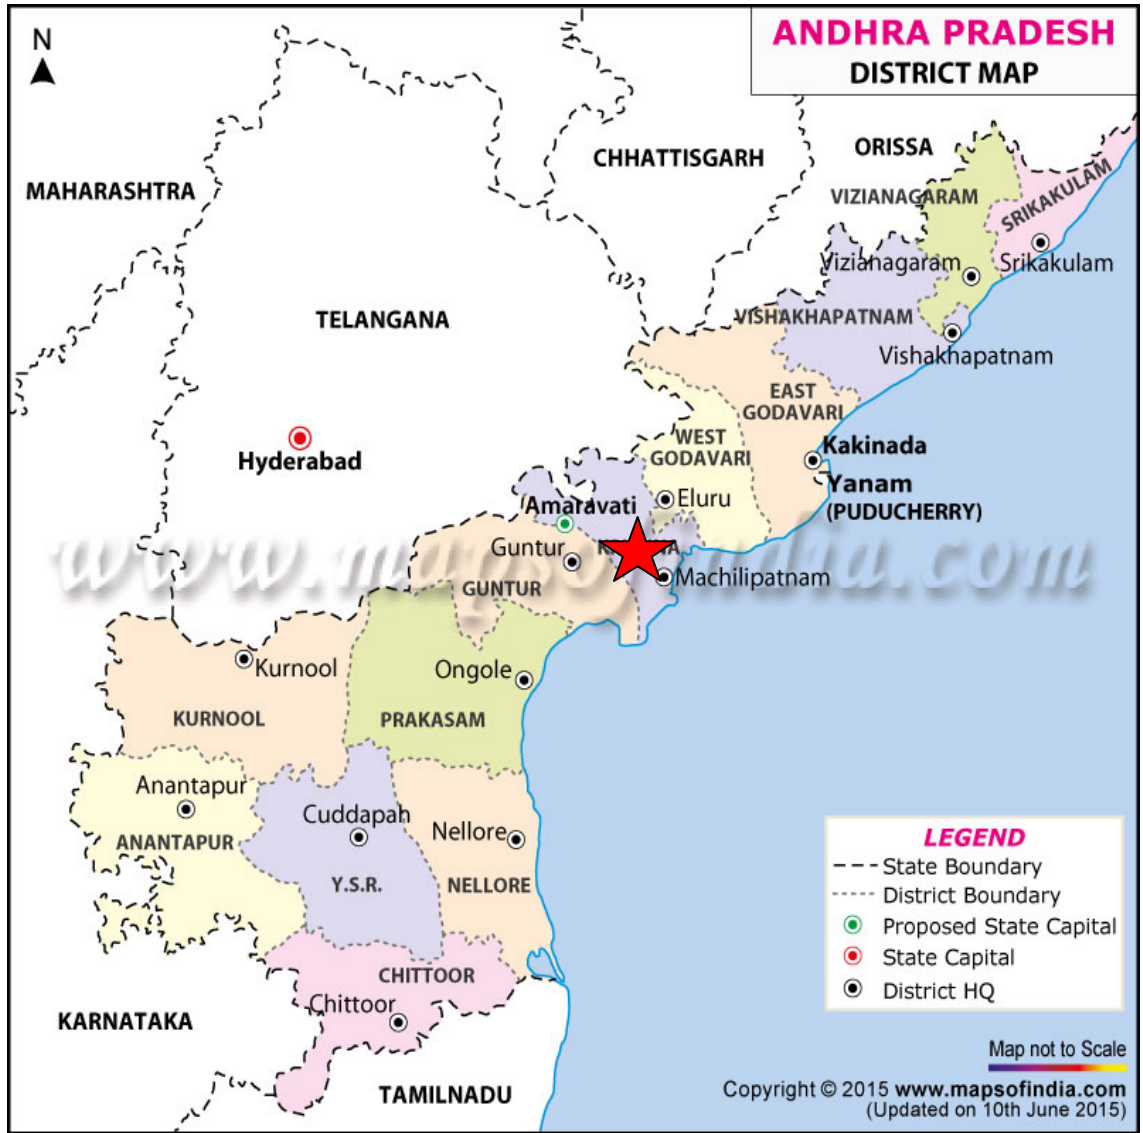 ANDHRA PRADESH
DISTRICT MAP
N
ORISSA
CHHATTISGARH
MAHARASHTRA
VIZIANAGARAM
SRIKAKULAM
Vizianagaram
Srikakulam
TELANGANA
VISHAKHAPATNAM
Vishakhapatnam
EAST
GODAVARI
WEST
GODAVARI
Kakinada
Hyderabad
Yanam
(PUDUCHERRY)
Eluru
Amaravati
Guntur
www.mapsofindia.com
Machilipatnam
GUNTUR
Kurnool
Ongole
KURNOOL
PRAKASAM
Anantapur
Cuddapah
Nellore
ANANTAPUR
Y.S.R.
NELLORE
LEGEND
State Boundary
District Boundary
Proposed State Capital
State Capital
District HQ
CHITTOOR
Chittoor
KARNATAKA
TAMILNADU
Map not to Scale
Copyright © 2015 www.mapsofindia.com
(Updated on 10th June 2015)